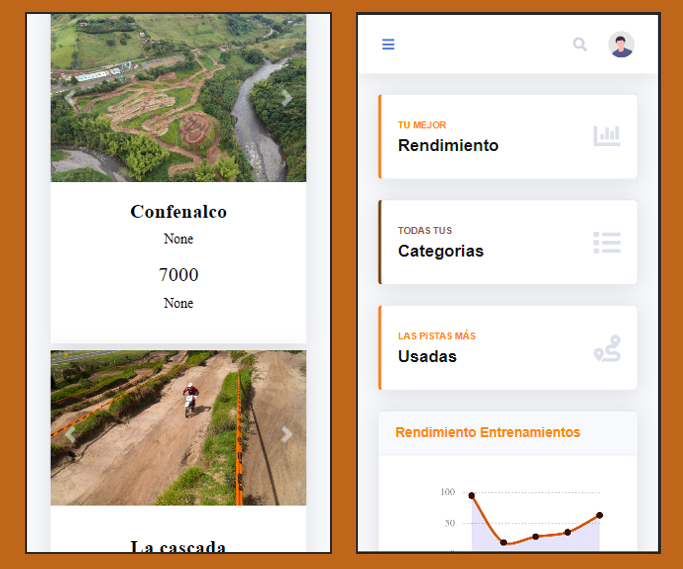 Confenalco
None
7000
None
La cascada
TU MEJOR
Rendimiento
TODAS TUS
Categorias
LAS PISTAS MÁS
Usadas
Rendimiento Entrenamientos
100
50